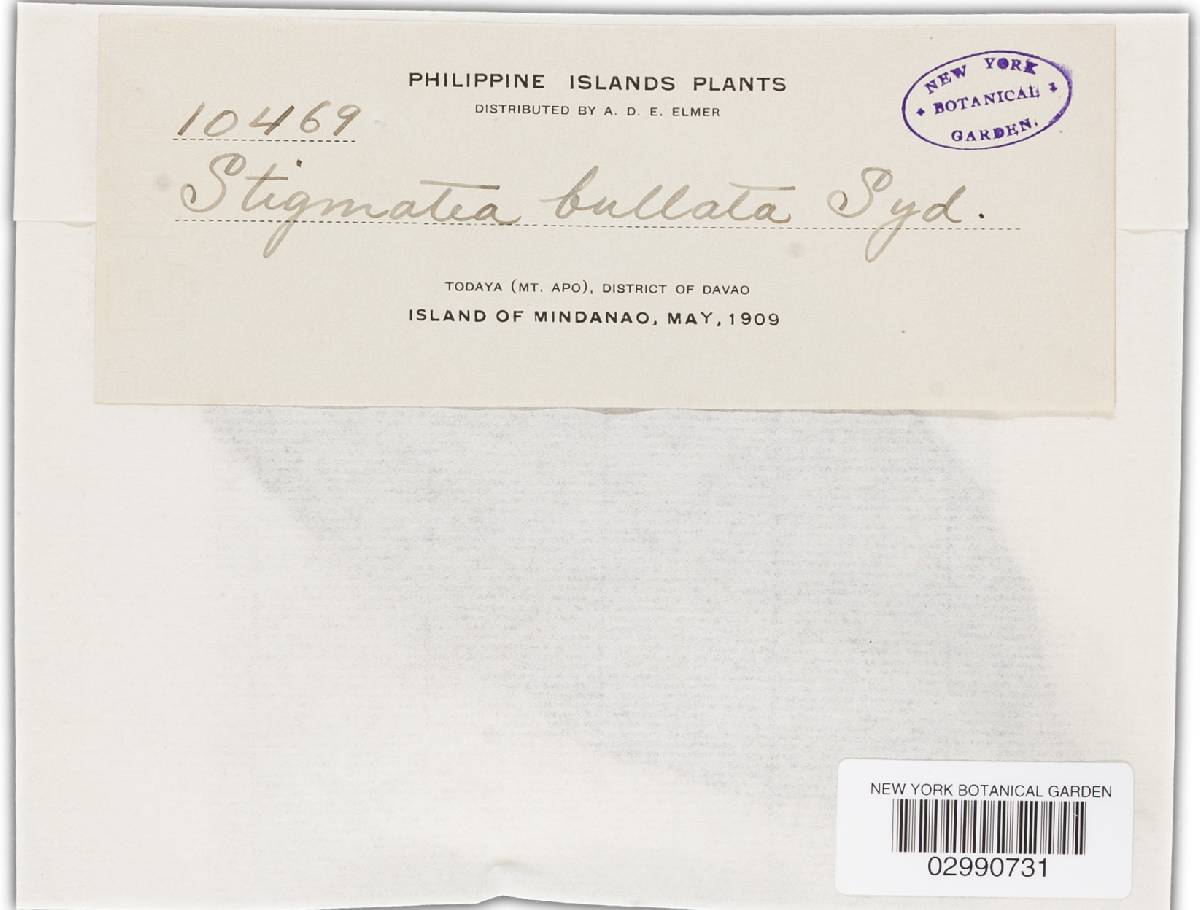 PHILIPPINE ISLANDS PLANTS
DISTRIBUTED BY A. D. E. ELMER
NEW YORK
BOTANICAL
GARDEN.
10469
Stigmatea bullata Syd.
TODAYA (MT. APO), DISTRICT OF DAVAO
ISLAND OF MINDANAO, MAY, 1909
NEW YORK BOTANICAL GARDEN
02990731